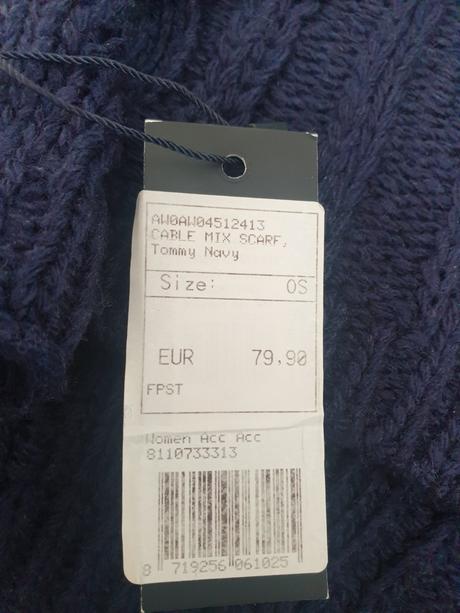 AW0AW04512413
CABLE MIX SCARF,
Tommy Navy
Size: OS
EUR 79,90
FPST
Women Acc Acc
8110733313
8 719256 061025